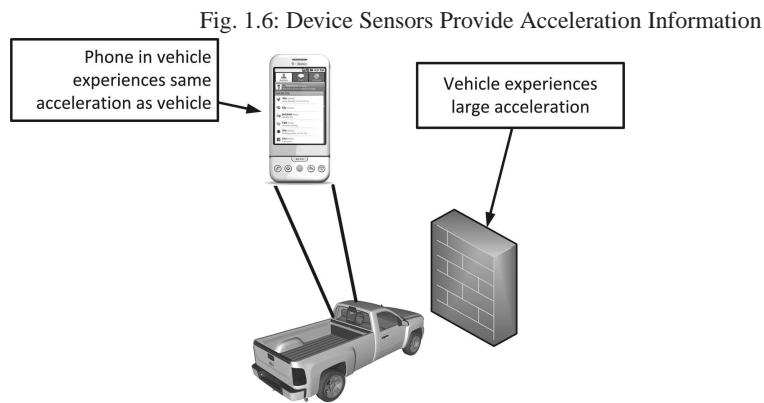 Fig. 1.6: Device Sensors Provide Acceleration Information
Phone in vehicle
experiences same
acceleration as vehicle
Vehicle experiences
large acceleration